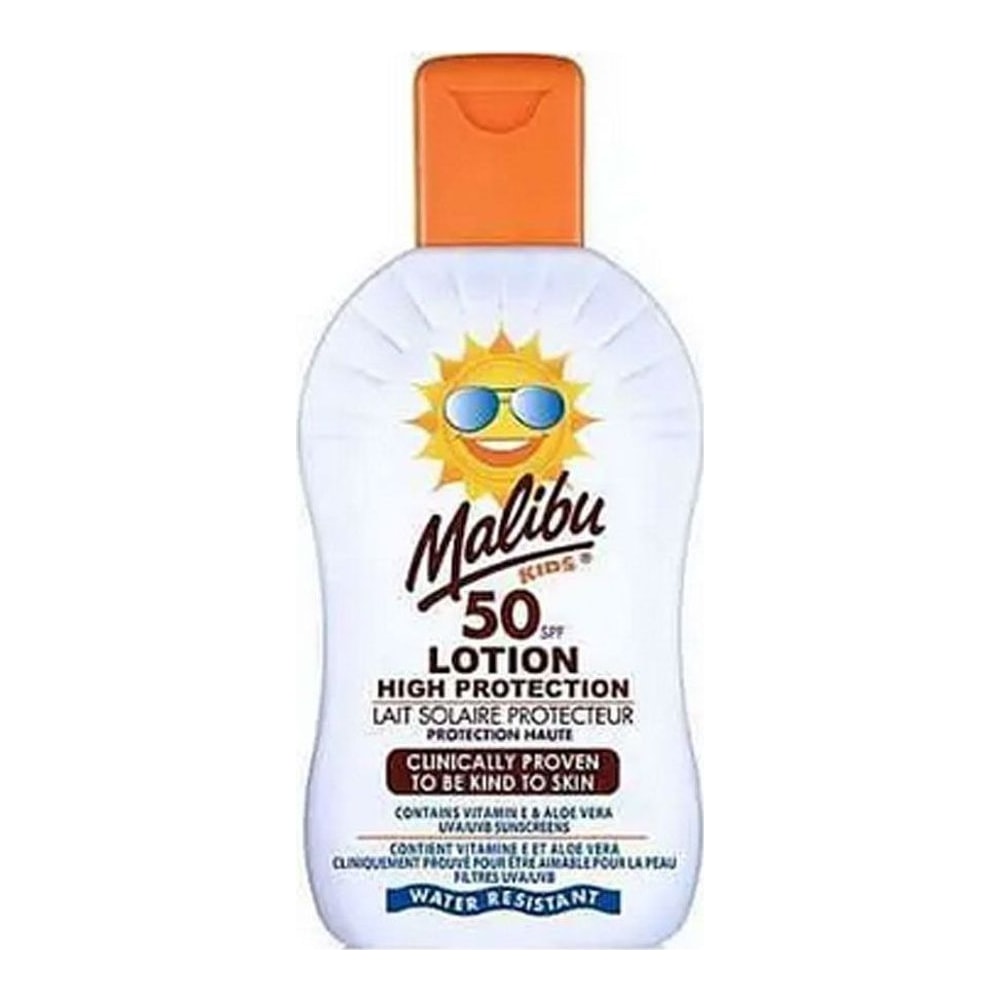 Malibu
KIDS®
50 SPF
LOTION
HIGH PROTECTION
LAIT SOLAIRE PROTECTEUR
PROTECTION HAUTE
CLINICALLY PROVEN
TO BE KIND TO SKIN
CONTAINS VITAMIN E & ALOE VERA
UVA/UVB SUNSCREENS
CONTIENT VITAMINE E ET ALOE VERA
CLINIQUEMENT PROUVÉ POUR ÊTRE AIMABLE POUR LA PEAU
FILTRES UVA/UVB
WATER RESISTANT